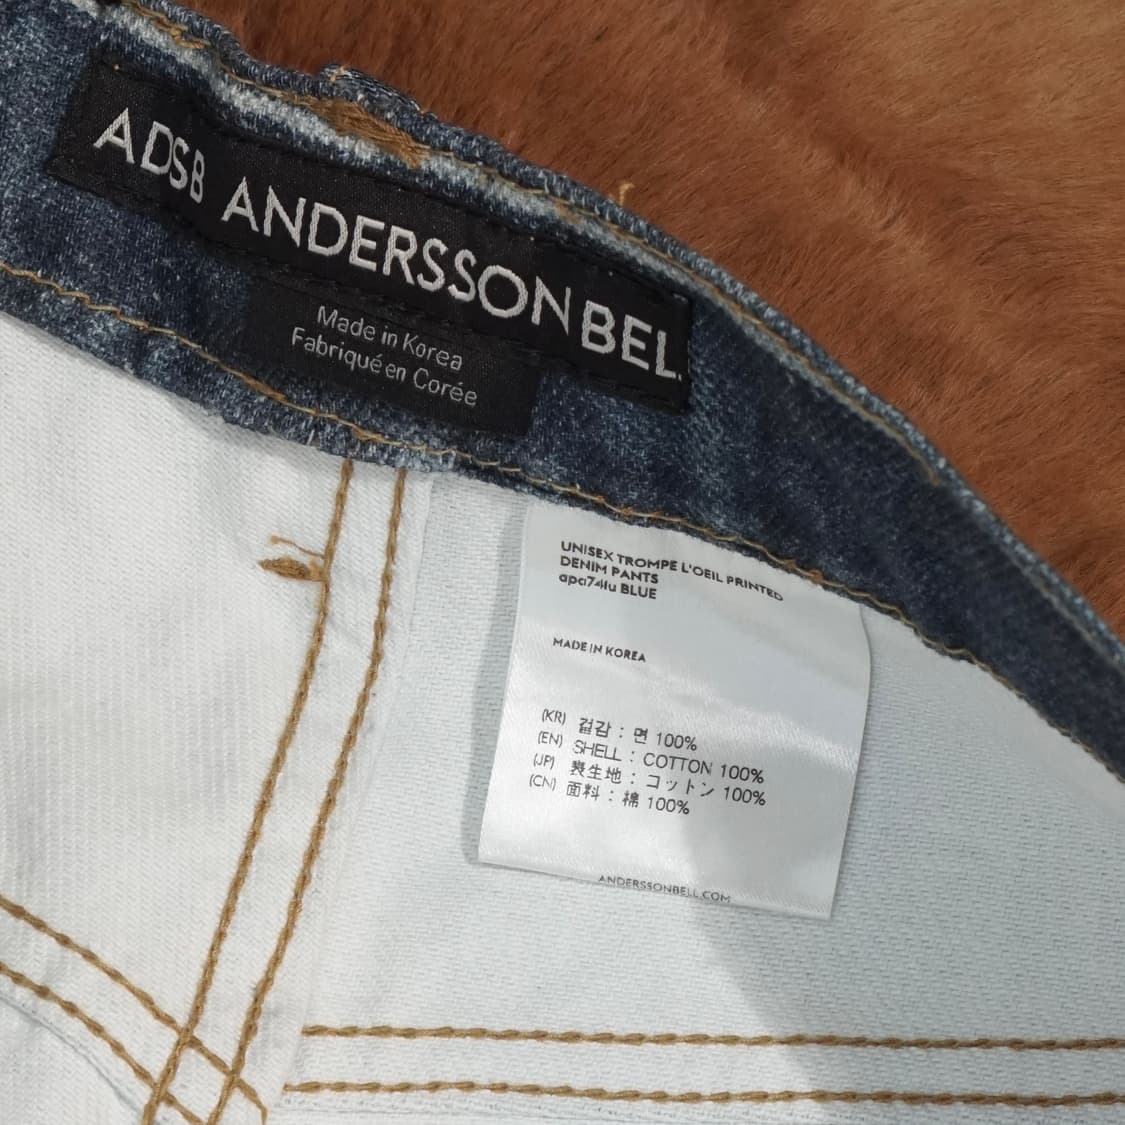 ADSB ANDERSSON BELL
Made in Korea
Fabriqué en Corée
UNISEX TROMPE L'OEIL PRINTED
DENIM PANTS
apa741u BLUE
MADE IN KOREA
(KR) 겉감 : 면 100%
(EN) SHELL : COTTON 100%
(JP) 表生地 : コットン 100%
(CN) 面料 : 棉 100%
ANDERSSONBELL.COM